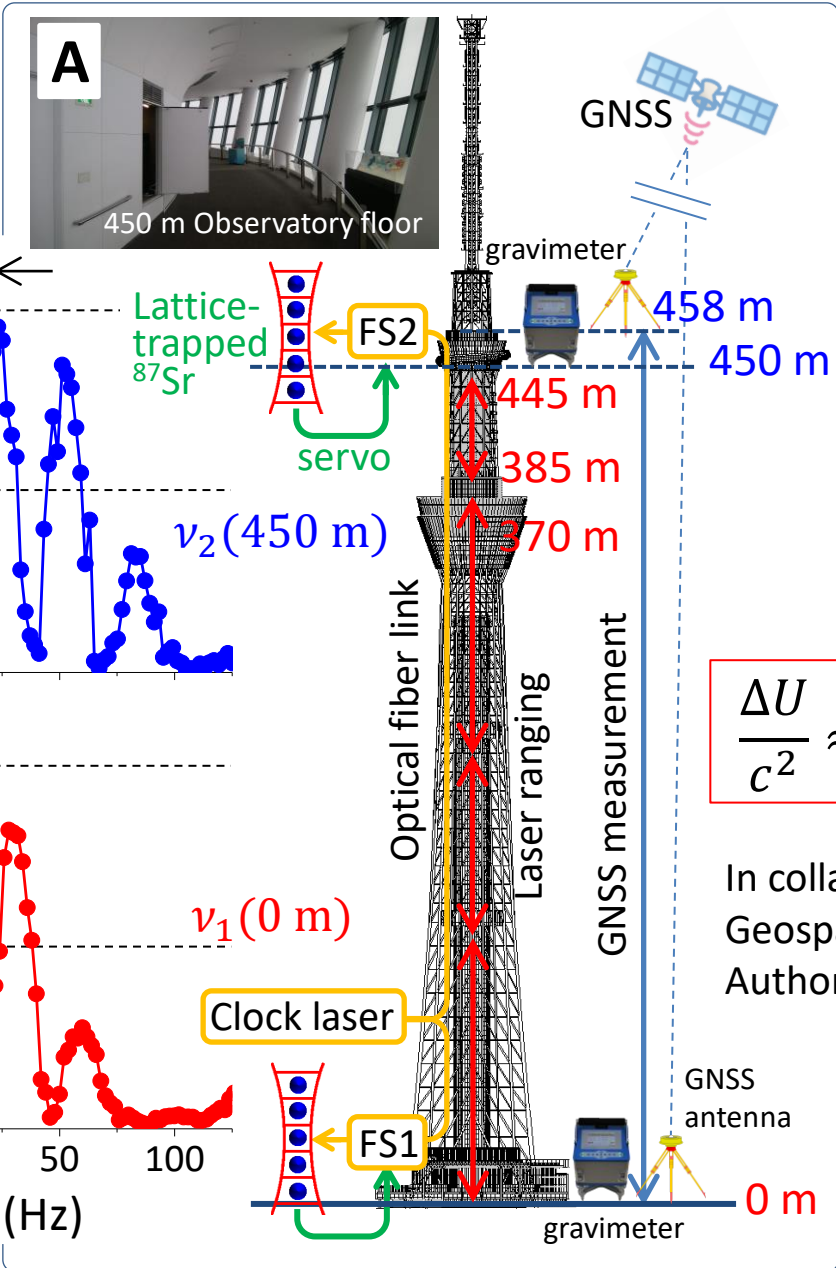 A
450 m Observatory floor
GNSS
gravimeter
Lattice-
trapped
⁸⁷Sr
FS2
458 m
450 m
445 m
servo
385 m
370 m
ν₂(450 m)
Optical fiber link
Laser ranging
GNSS measurement
ΔU
c²
≈
In colla
Geospa
Author
ν₁(0 m)
Clock laser
GNSS
antenna
FS1
50
100
(Hz)
0 m
gravimeter